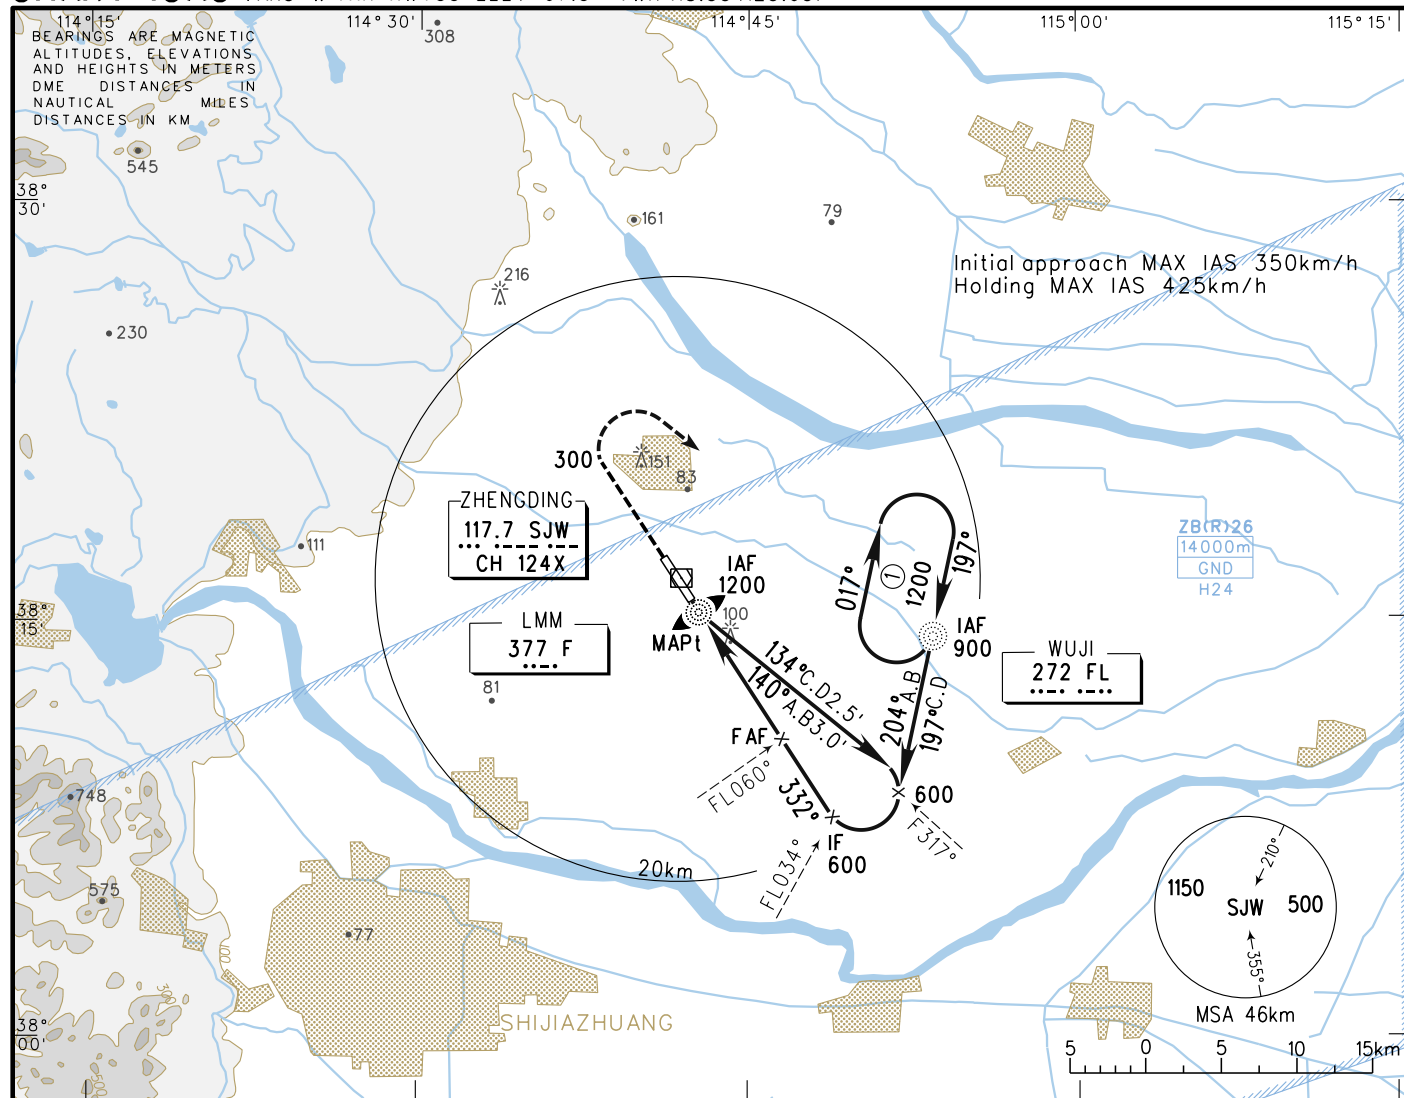 114° 15'
114° 30'
114° 45'
115° 00'
115° 15'
BEARINGS ARE MAGNETIC
ALTITUDES, ELEVATIONS
AND HEIGHTS IN METERS
DME DISTANCES IN
NAUTICAL MILES
DISTANCES IN KM
308
545
38°
30'
161
79
216
230
Initial approach MAX IAS 350km/h
Holding MAX IAS 425km/h
300
151
83
ZHENGDING
117.7 SJW
CH 124X
111
IAF
1200
017°
1
1200
197°
ZB(R)26
14000m
GND
H24
38°
15'
LMM
377 F
MAPt
100
IAF
900
WUJI
272 FL
81
134°C.D2.5'
140°A.B3.0'
204°A.B
197°C.D
FAF
FL060°
332°
600
F317°
748
IF
600
FL034°
20km
575
77
210°
1150
SJW
500
355°
MSA 46km
SHIJIAZHUANG
38°
00'
5 0 5 10 15km